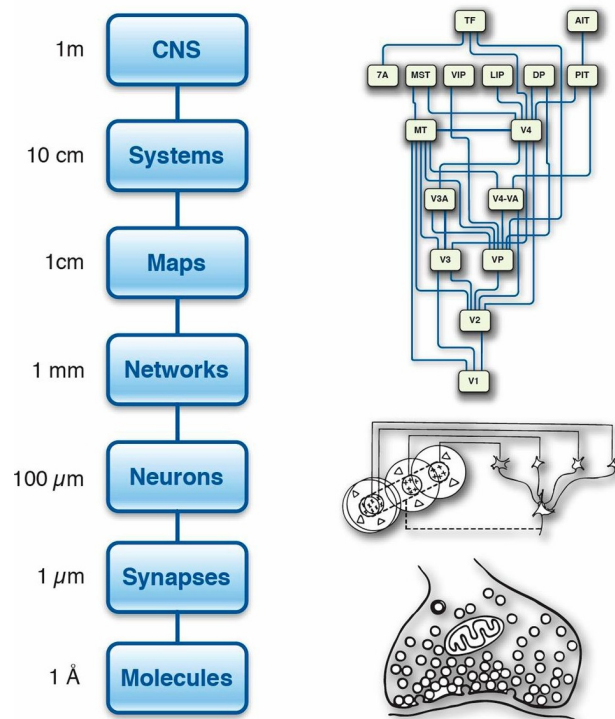 1m
CNS
10 cm
Systems
1cm
Maps
1 mm
Networks
100 µm
Neurons
1 µm
Synapses
1 Å
Molecules
TF
AIT
7A
MST
VIP
LIP
DP
PIT
MT
V4
V3A
V4-VA
V3
VP
V2
V1